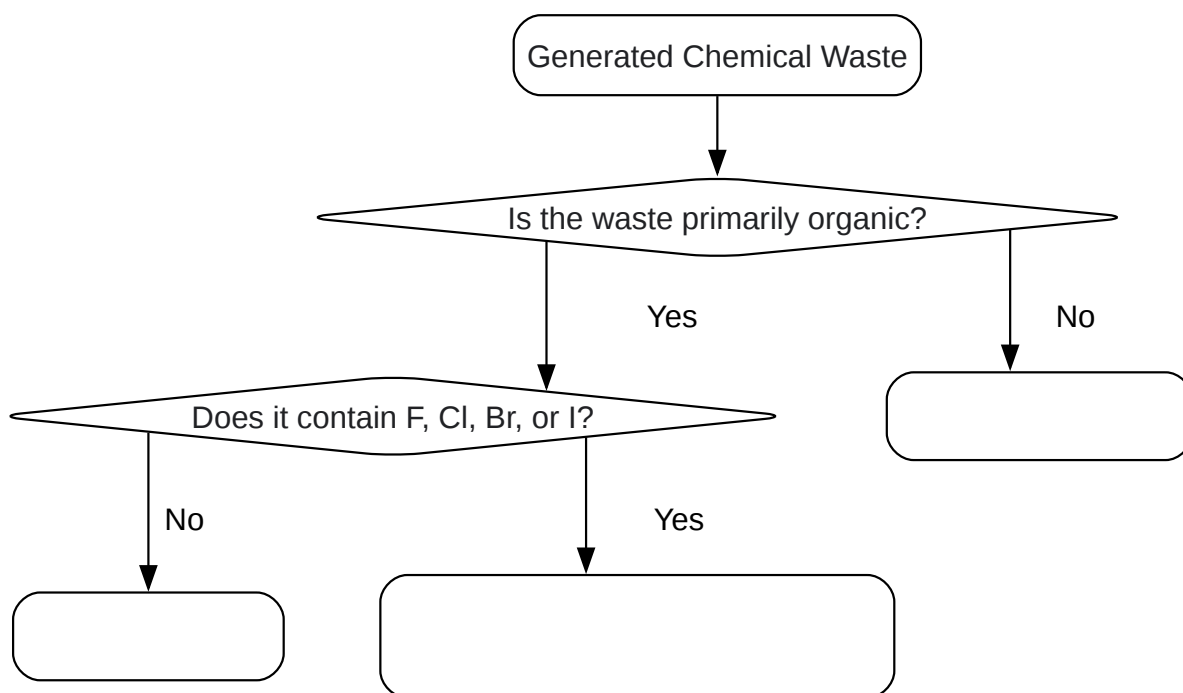 Generated Chemical Waste
Is the waste primarily organic?
Yes
No
Does it contain F, Cl, Br, or I?
No
Yes